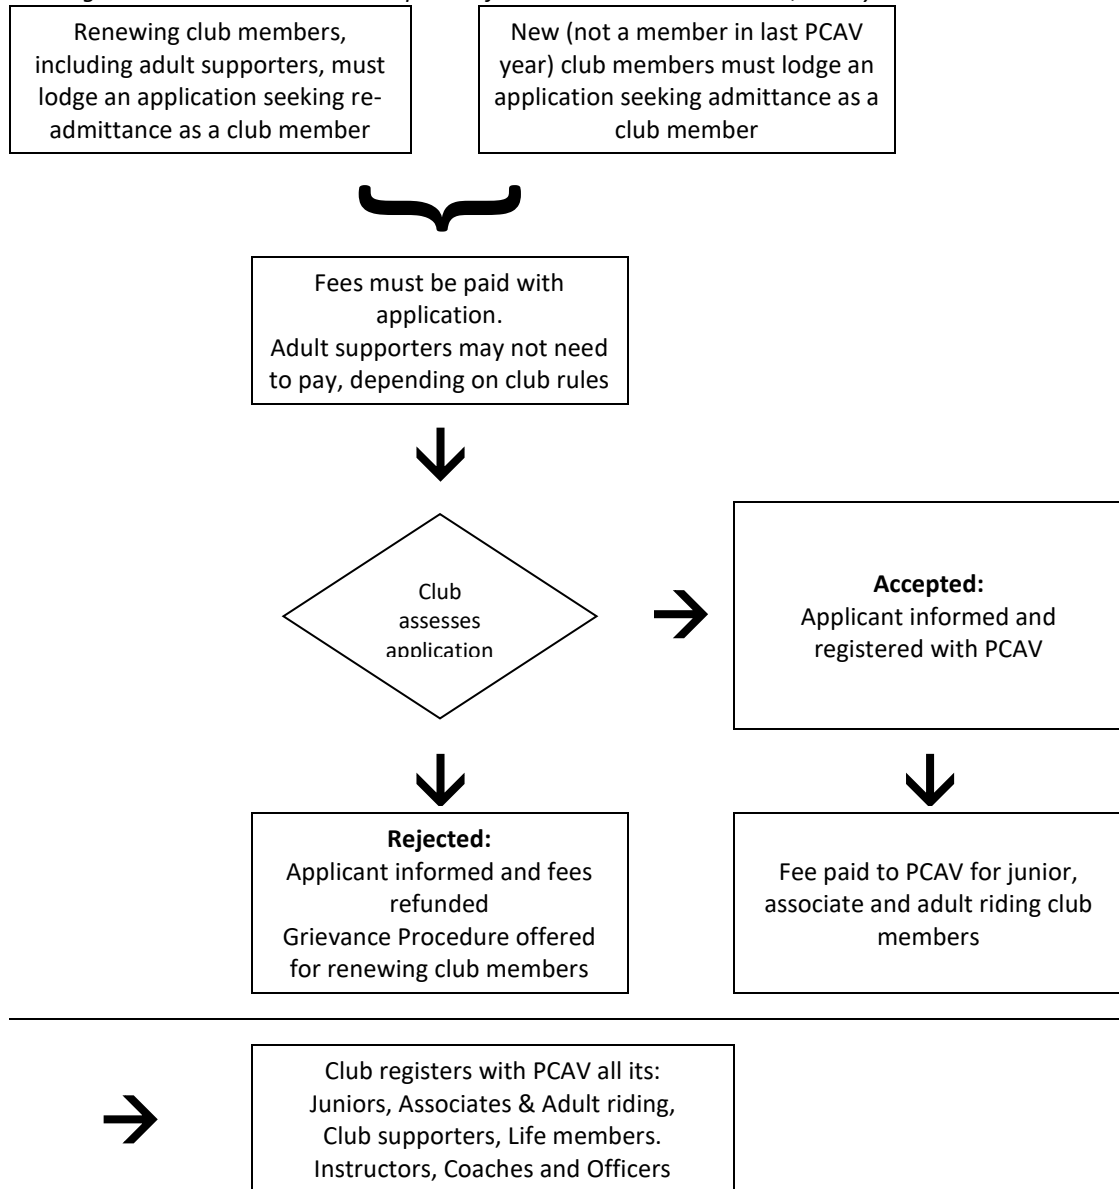 Renewing club members,
including adult supporters, must
lodge an application seeking re-
admittance as a club member
New (not a member in last PCAV
year) club members must lodge an
application seeking admittance as a
club member
Fees must be paid with
application.
Adult supporters may not need
to pay, depending on club rules
Club
assesses
application
Accepted:
Applicant informed and
registered with PCAV
Rejected:
Applicant informed and fees
refunded
Grievance Procedure offered
for renewing club members
Fee paid to PCAV for junior,
associate and adult riding club
members
Club registers with PCAV all its:
Juniors, Associates & Adult riding,
Club supporters, Life members.
Instructors, Coaches and Officers